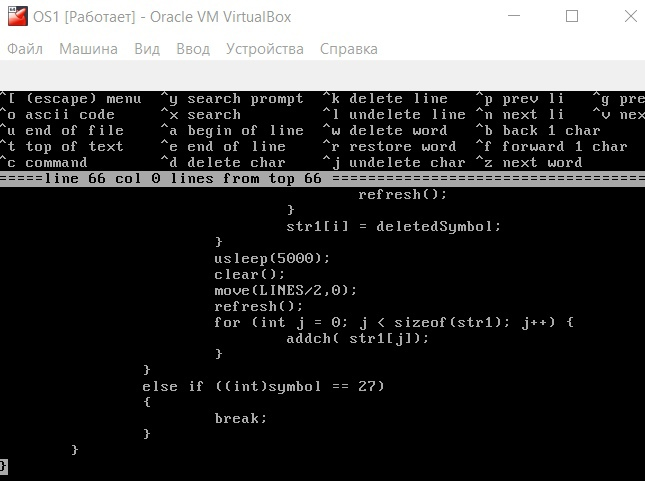 OS1 [Работает] - Oracle VM VirtualBox
Файл Машина Вид Ввод Устройства Справка
^[ (escape) menu ^y search prompt ^k delete line ^p prev li ^g pre
^o ascii code ^x search ^l undelete line ^n next li ^v nex
^u end of file ^a begin of line ^w delete word ^b back 1 char
^t top of text ^e end of line ^r restore word ^f forward 1 char
^c command ^d delete char ^j undelete char ^z next word
=====line 66 col 0 lines from top 66 ===================================
refresh();
}
str1[i] = deletedSymbol;
}
usleep(5000);
clear();
move(LINES/2,0);
refresh();
for (int j = 0; j < sizeof(str1); j++) {
addch( str1[j]);
}
}
else if ((int)symbol == 27)
{
break;
}
}
}